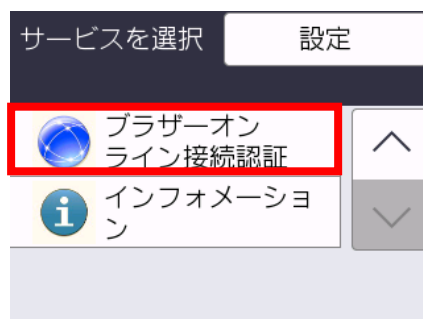 サービスを選択 設定
ブラザーオン
ライン接続認証
インフォメーショ
ン